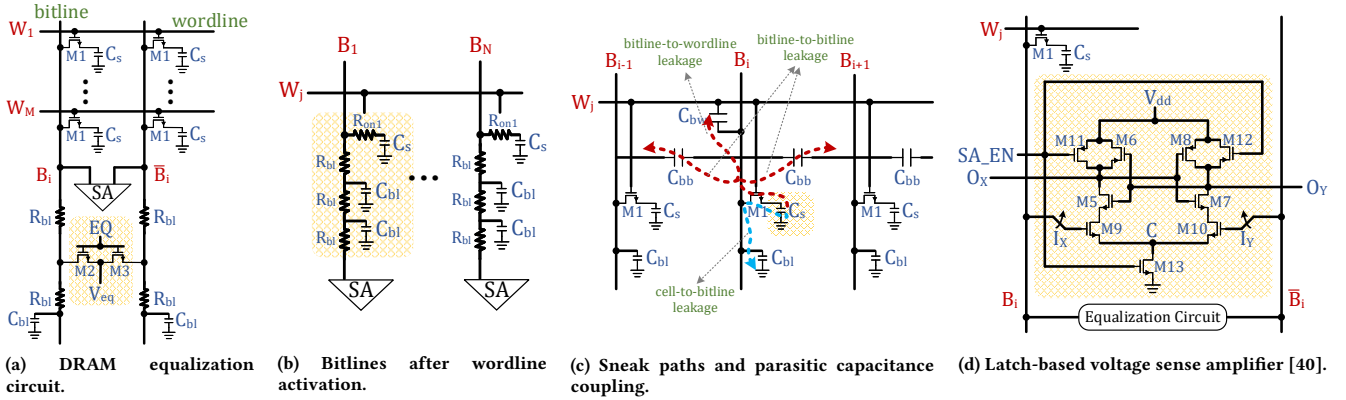 bitline
wordline
W1
M1
Cs
M1
Cs
WM
M1
Cs
M1
Cs
Bi
B̅i
SA
Rbl
Rbl
EQ
M2
M3
Veq
Rbl
Rbl
Cbl
Cbl
(a) DRAM equalization
circuit.
B1
BN
Wj
Ron1
Cs
Ron1
Cs
Rbl
Rbl
Cbl
Cbl
Rbl
Rbl
Cbl
Cbl
Rbl
Rbl
SA
SA
(b) Bitlines after wordline
activation.
bitline-to-wordline
leakage
bitline-to-bitline
leakage
Bi-1
Bi
Bi+1
Wj
Cbw
Cbb
Cbb
Cbb
M1
Cs
M1
Cs
M1
Cs
Cbl
Cbl
Cbl
cell-to-bitline
leakage
(c) Sneak paths and parasitic capacitance
coupling.
Wj
M1
Cs
Vdd
M11
M6
M8
M12
SA_EN
OX
OY
M5
M7
IX
M9
C
M10
IY
M13
Bi
B̅i
Equalization Circuit
(d) Latch-based voltage sense amplifier [40].